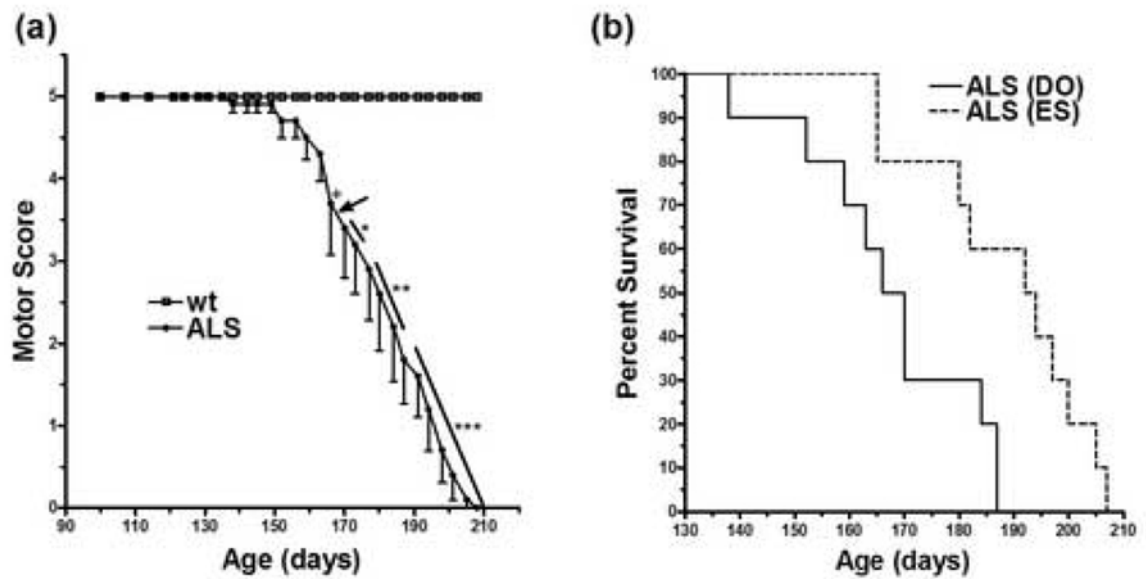 (a)
Motor Score
5
4
3
2
1
0
wt
ALS
+
*
**
***
90 110 130 150 170 190 210
Age (days)
(b)
Percent Survival
100
90
80
70
60
50
40
30
20
10
0
ALS (DO)
ALS (ES)
130 140 150 160 170 180 190 200 210
Age (days)